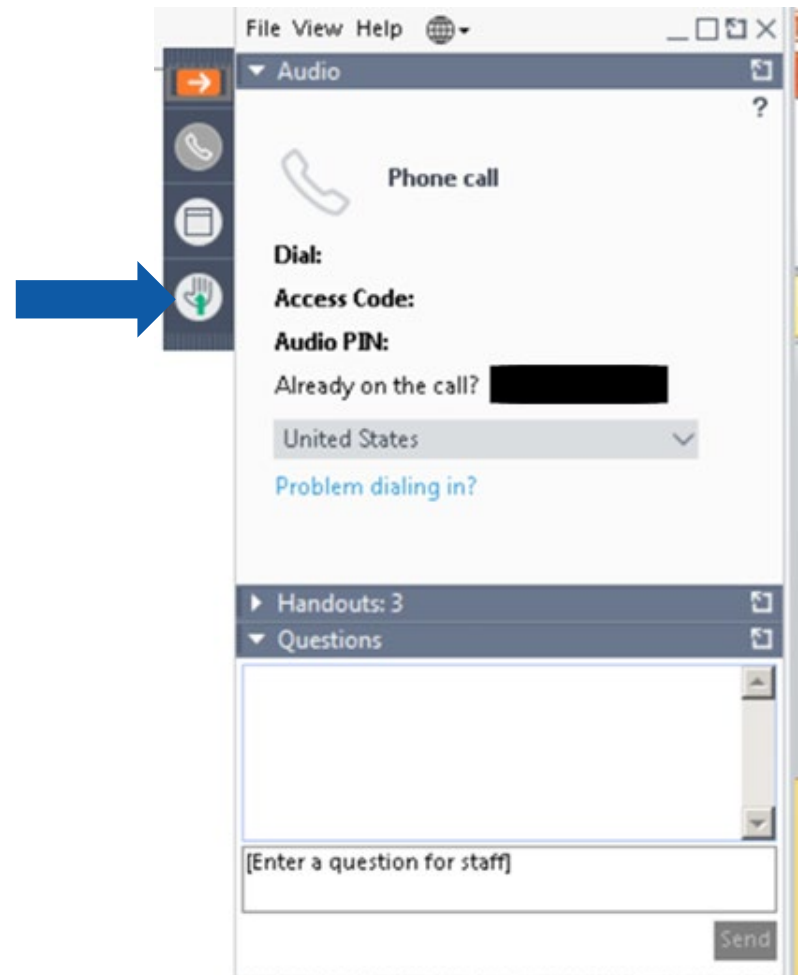 File View Help
Audio
?
Phone call
Dial:
Access Code:
Audio PIN:
Already on the call?
United States
Problem dialing in?
Handouts: 3
Questions
[Enter a question for staff]
Send